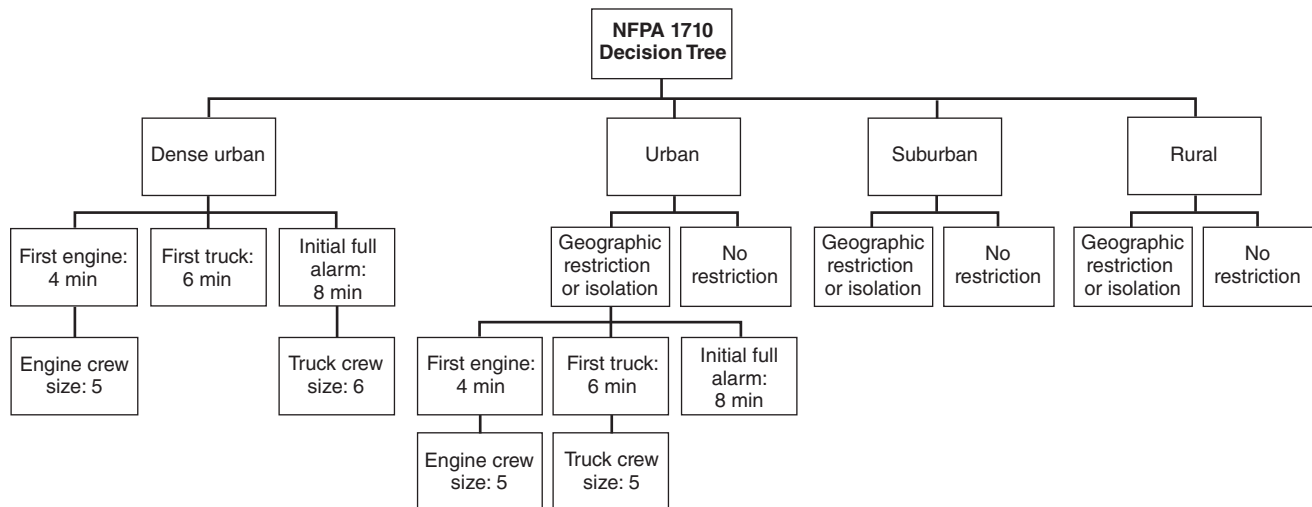 NFPA 1710
Decision Tree
Dense urban
Urban
Suburban
Rural
First engine:
4 min
First truck:
6 min
Initial full
alarm:
8 min
Geographic
restriction
or isolation
No
restriction
Geographic
restriction
or isolation
No
restriction
Geographic
restriction
or isolation
No
restriction
Engine crew
size: 5
Truck crew
size: 6
First engine:
4 min
First truck:
6 min
Initial full
alarm:
8 min
Engine crew
size: 5
Truck crew
size: 5